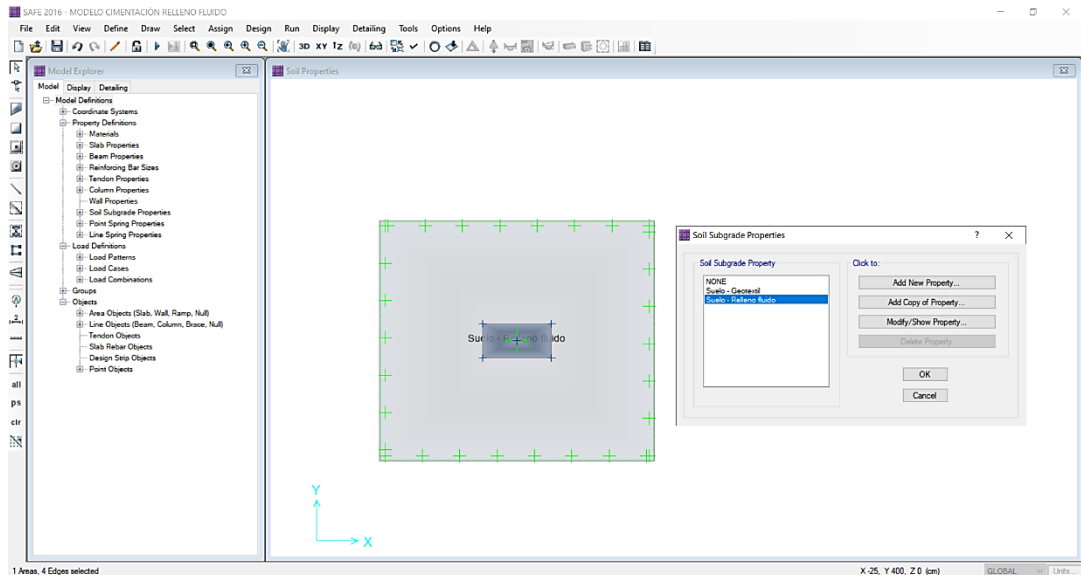 SAFE 2016 - MODELO CIMENTACIÓN RELLENO FLUIDO
File Edit View Define Draw Select Assign Design Run Display Detailing Tools Options Help
3D XY
Model Explorer
Model Display Detailing
Model Definitions
Coordinate Systems
Property Definitions
Materials
Slab Properties
Beam Properties
Reinforcing Bar Sizes
Tendon Properties
Column Properties
Wall Properties
Soil Subgrade Properties
Point Spring Properties
Line Spring Properties
Load Definitions
Load Patterns
Load Cases
Load Combinations
Groups
Objects
Area Objects (Slab, Wall, Ramp, Null)
Line Objects (Beam, Column, Brace, Null)
Tendon Objects
Slab Rebar Objects
Design Strip Objects
Point Objects
all
ps
clr
Soil Properties
Suelo - Relleno fluido
Y
X
Soil Subgrade Properties
Soil Subgrade Property
NONE
Suelo - Geotextil
Suelo - Relleno fluido
Click to:
Add New Property...
Add Copy of Property...
Modify/Show Property...
Delete Property
OK
Cancel
1 Areas, 4 Edges selected
X -25, Y 400, Z 0 (cm)
GLOBAL
Units...